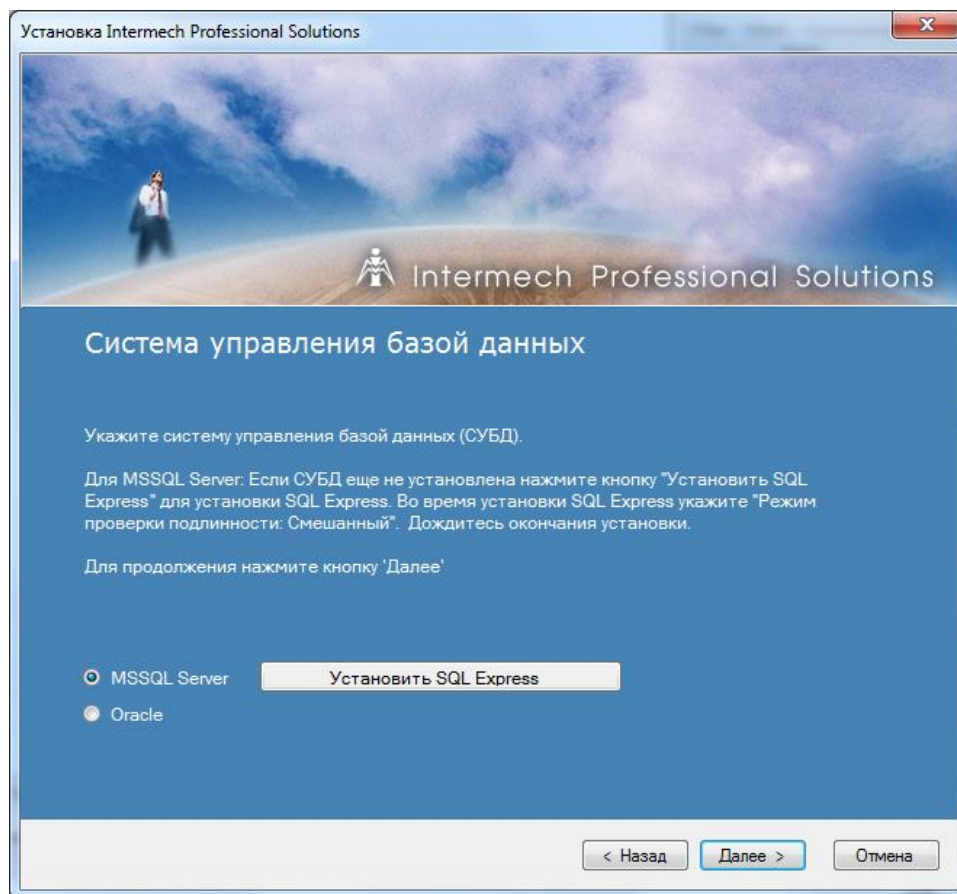 Установка Intermech Professional Solutions
Intermech Professional Solutions
Система управления базой данных
Укажите систему управления базой данных (СУБД).
Для MSSQL Server: Если СУБД еще не установлена нажмите кнопку "Установить SQL
Express" для установки SQL Express. Во время установки SQL Express укажите "Режим
проверки подлинности: Смешанный". Дождитесь окончания установки.
Для продолжения нажмите кнопку 'Далее'
MSSQL Server Установить SQL Express
Oracle
< Назад Далее > Отмена